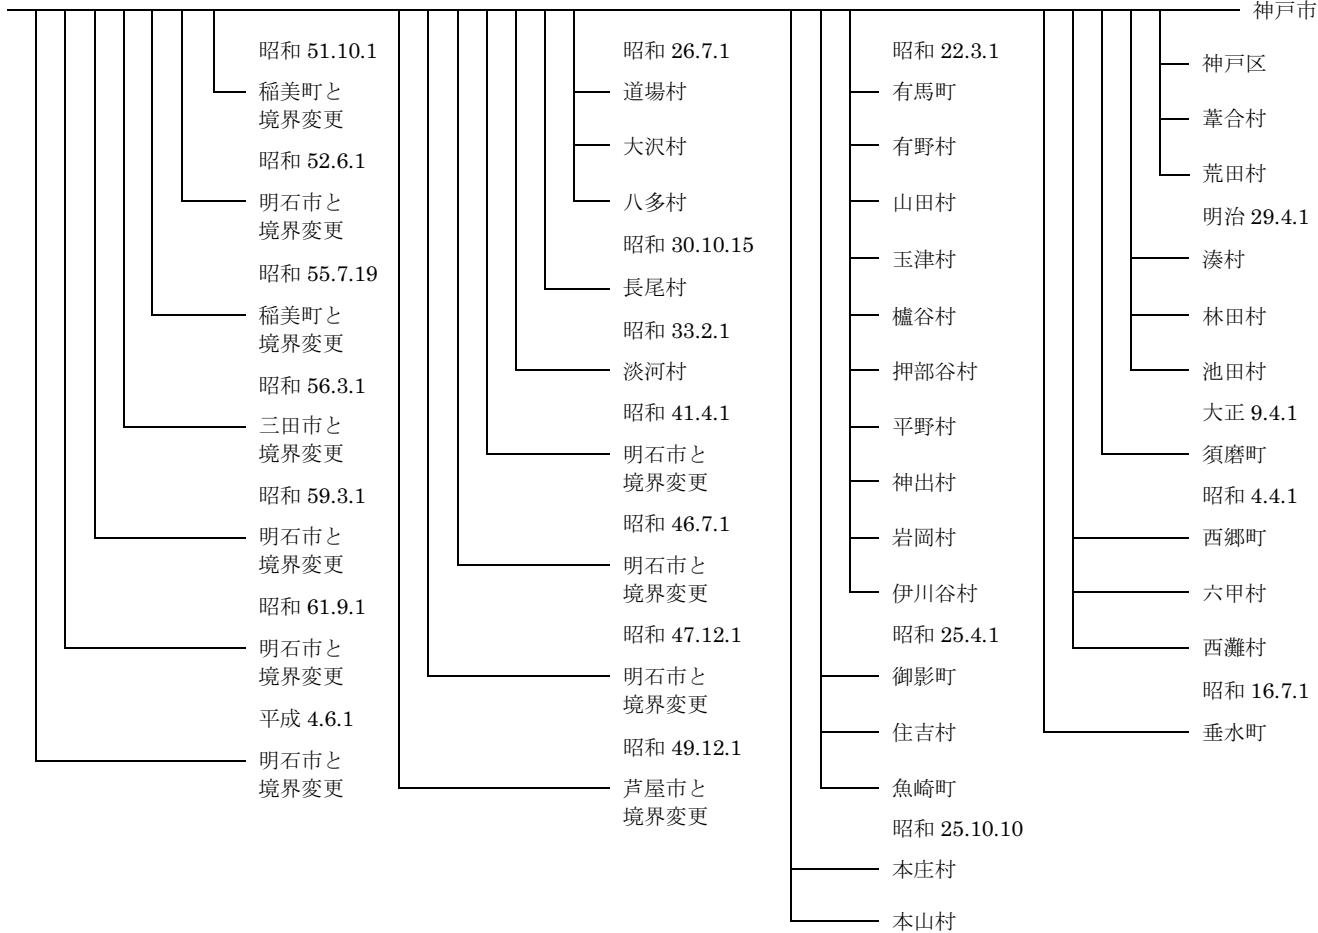 神戸市
神戸区
葦合村
荒田村
明治 29.4.1
湊村
林田村
池田村
大正 9.4.1
須磨町
昭和 4.4.1
西郷町
六甲村
西灘村
昭和 16.7.1
垂水町
昭和 22.3.1
有馬町
有野村
山田村
玉津村
櫨谷村
押部谷村
平野村
神出村
岩岡村
伊川谷村
昭和 25.4.1
御影町
住吉村
魚崎町
昭和 25.10.10
本庄村
本山村
昭和 26.7.1
道場村
大沢村
八多村
昭和 30.10.15
長尾村
昭和 33.2.1
淡河村
昭和 41.4.1
明石市と
境界変更
昭和 46.7.1
明石市と
境界変更
昭和 47.12.1
明石市と
境界変更
昭和 49.12.1
芦屋市と
境界変更
昭和 51.10.1
稲美町と
境界変更
昭和 52.6.1
明石市と
境界変更
昭和 55.7.19
稲美町と
境界変更
昭和 56.3.1
三田市と
境界変更
昭和 59.3.1
明石市と
境界変更
昭和 61.9.1
明石市と
境界変更
平成 4.6.1
明石市と
境界変更